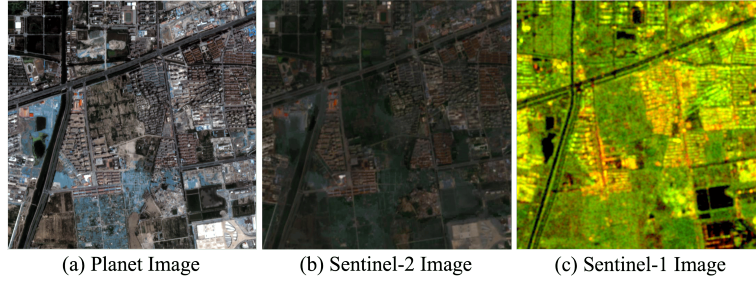 (a) Planet Image
(b) Sentinel-2 Image
(c) Sentinel-1 Image